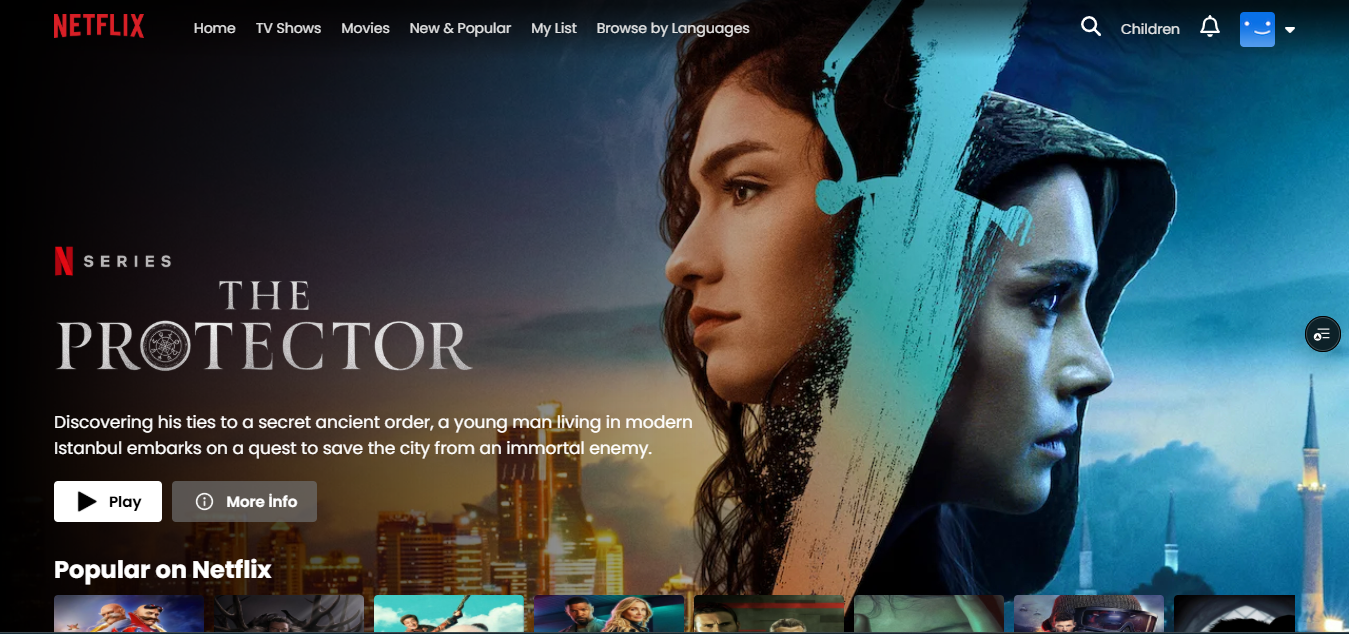 NETFLIX
Home TV Shows Movies New & Popular My List Browse by Languages
Children
N SERIES
THE
PROTECTOR
Discovering his ties to a secret ancient order, a young man living in modern
Istanbul embarks on a quest to save the city from an immortal enemy.
Play
More İnfo
Popular on Netflix